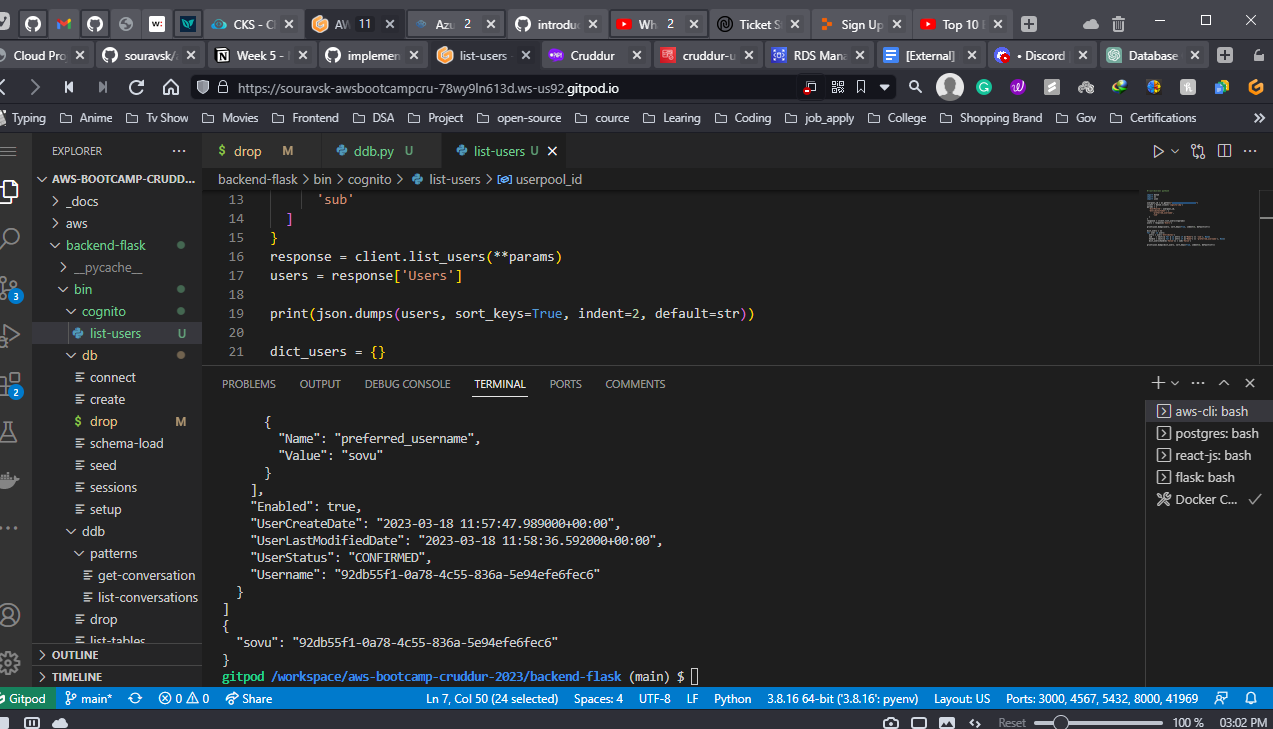 CKS - C
AW
11
Azu
2
introdu
Wh
2
Ticket S
Sign Up
Top 10
Cloud Pro
souravsk/
Week 5 -
implemen
list-users -
Cruddur
cruddur-u
RDS Man
[External]
• Discord
Database
https://souravsk-awsbootcampcru-78wy9ln613d.ws-us92.gitpod.io
Typing
Anime
Tv Show
Movies
Frontend
DSA
Project
open-source
cource
Learing
Coding
job_apply
College
Shopping Brand
Gov
Certifications
EXPLORER
$ drop M
ddb.py U
list-users U
AWS-BOOTCAMP-CRUDD...
backend-flask > bin > cognito > list-users > userpool_id
_docs
aws
backend-flask
__pycache__
bin
cognito
list-users U
db
connect
create
$ drop M
schema-load
seed
sessions
setup
ddb
patterns
get-conversation
list-conversations
drop
list-tables
OUTLINE
TIMELINE
3
2
13 'sub'
14 ]
15 }
16 response = client.list_users(**params)
17 users = response['Users']
18
19 print(json.dumps(users, sort_keys=True, indent=2, default=str))
20
21 dict_users = {}
PROBLEMS OUTPUT DEBUG CONSOLE TERMINAL PORTS COMMENTS
{
"Name": "preferred_username",
"Value": "sovu"
}
],
"Enabled": true,
"UserCreateDate": "2023-03-18 11:57:47.989000+00:00",
"UserLastModifiedDate": "2023-03-18 11:58:36.592000+00:00",
"UserStatus": "CONFIRMED",
"Username": "92db55f1-0a78-4c55-836a-5e94efe6fec6"
}
]
{
"sovu": "92db55f1-0a78-4c55-836a-5e94efe6fec6"
}
gitpod /workspace/aws-bootcamp-cruddur-2023/backend-flask (main) $
aws-cli: bash
postgres: bash
react-js: bash
flask: bash
Docker C...
Gitpod
main*
0 0
Share
Ln 7, Col 50 (24 selected)
Spaces: 4
UTF-8
LF
Python
3.8.16 64-bit ('3.8.16': pyenv)
Layout: US
Ports: 3000, 4567, 5432, 8000, 41969
Reset
100 %
03:02 PM